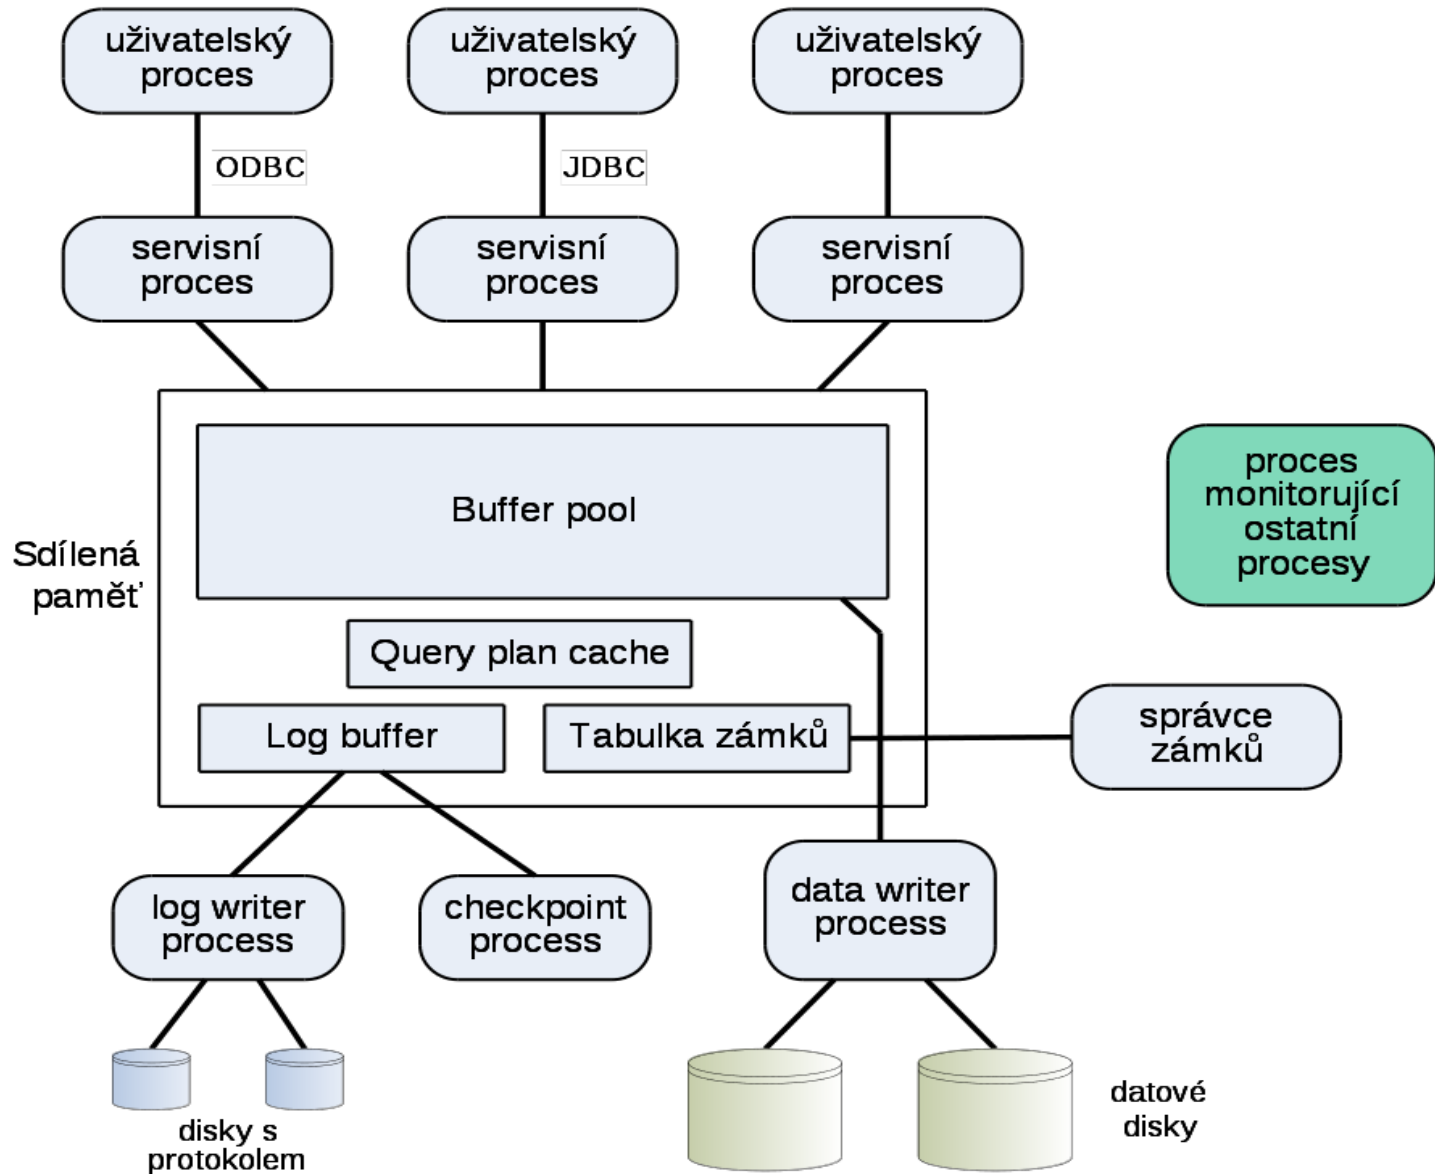 uživatelský
proces
uživatelský
proces
uživatelský
proces
ODBC
JDBC
servisní
proces
servisní
proces
servisní
proces
Buffer pool
proces
monitorující
ostatní
procesy
Sdílená
paměť
Query plan cache
Log buffer
Tabulka zámků
správce
zámků
log writer
process
checkpoint
process
data writer
process
disky s
protokolem
datové
disky